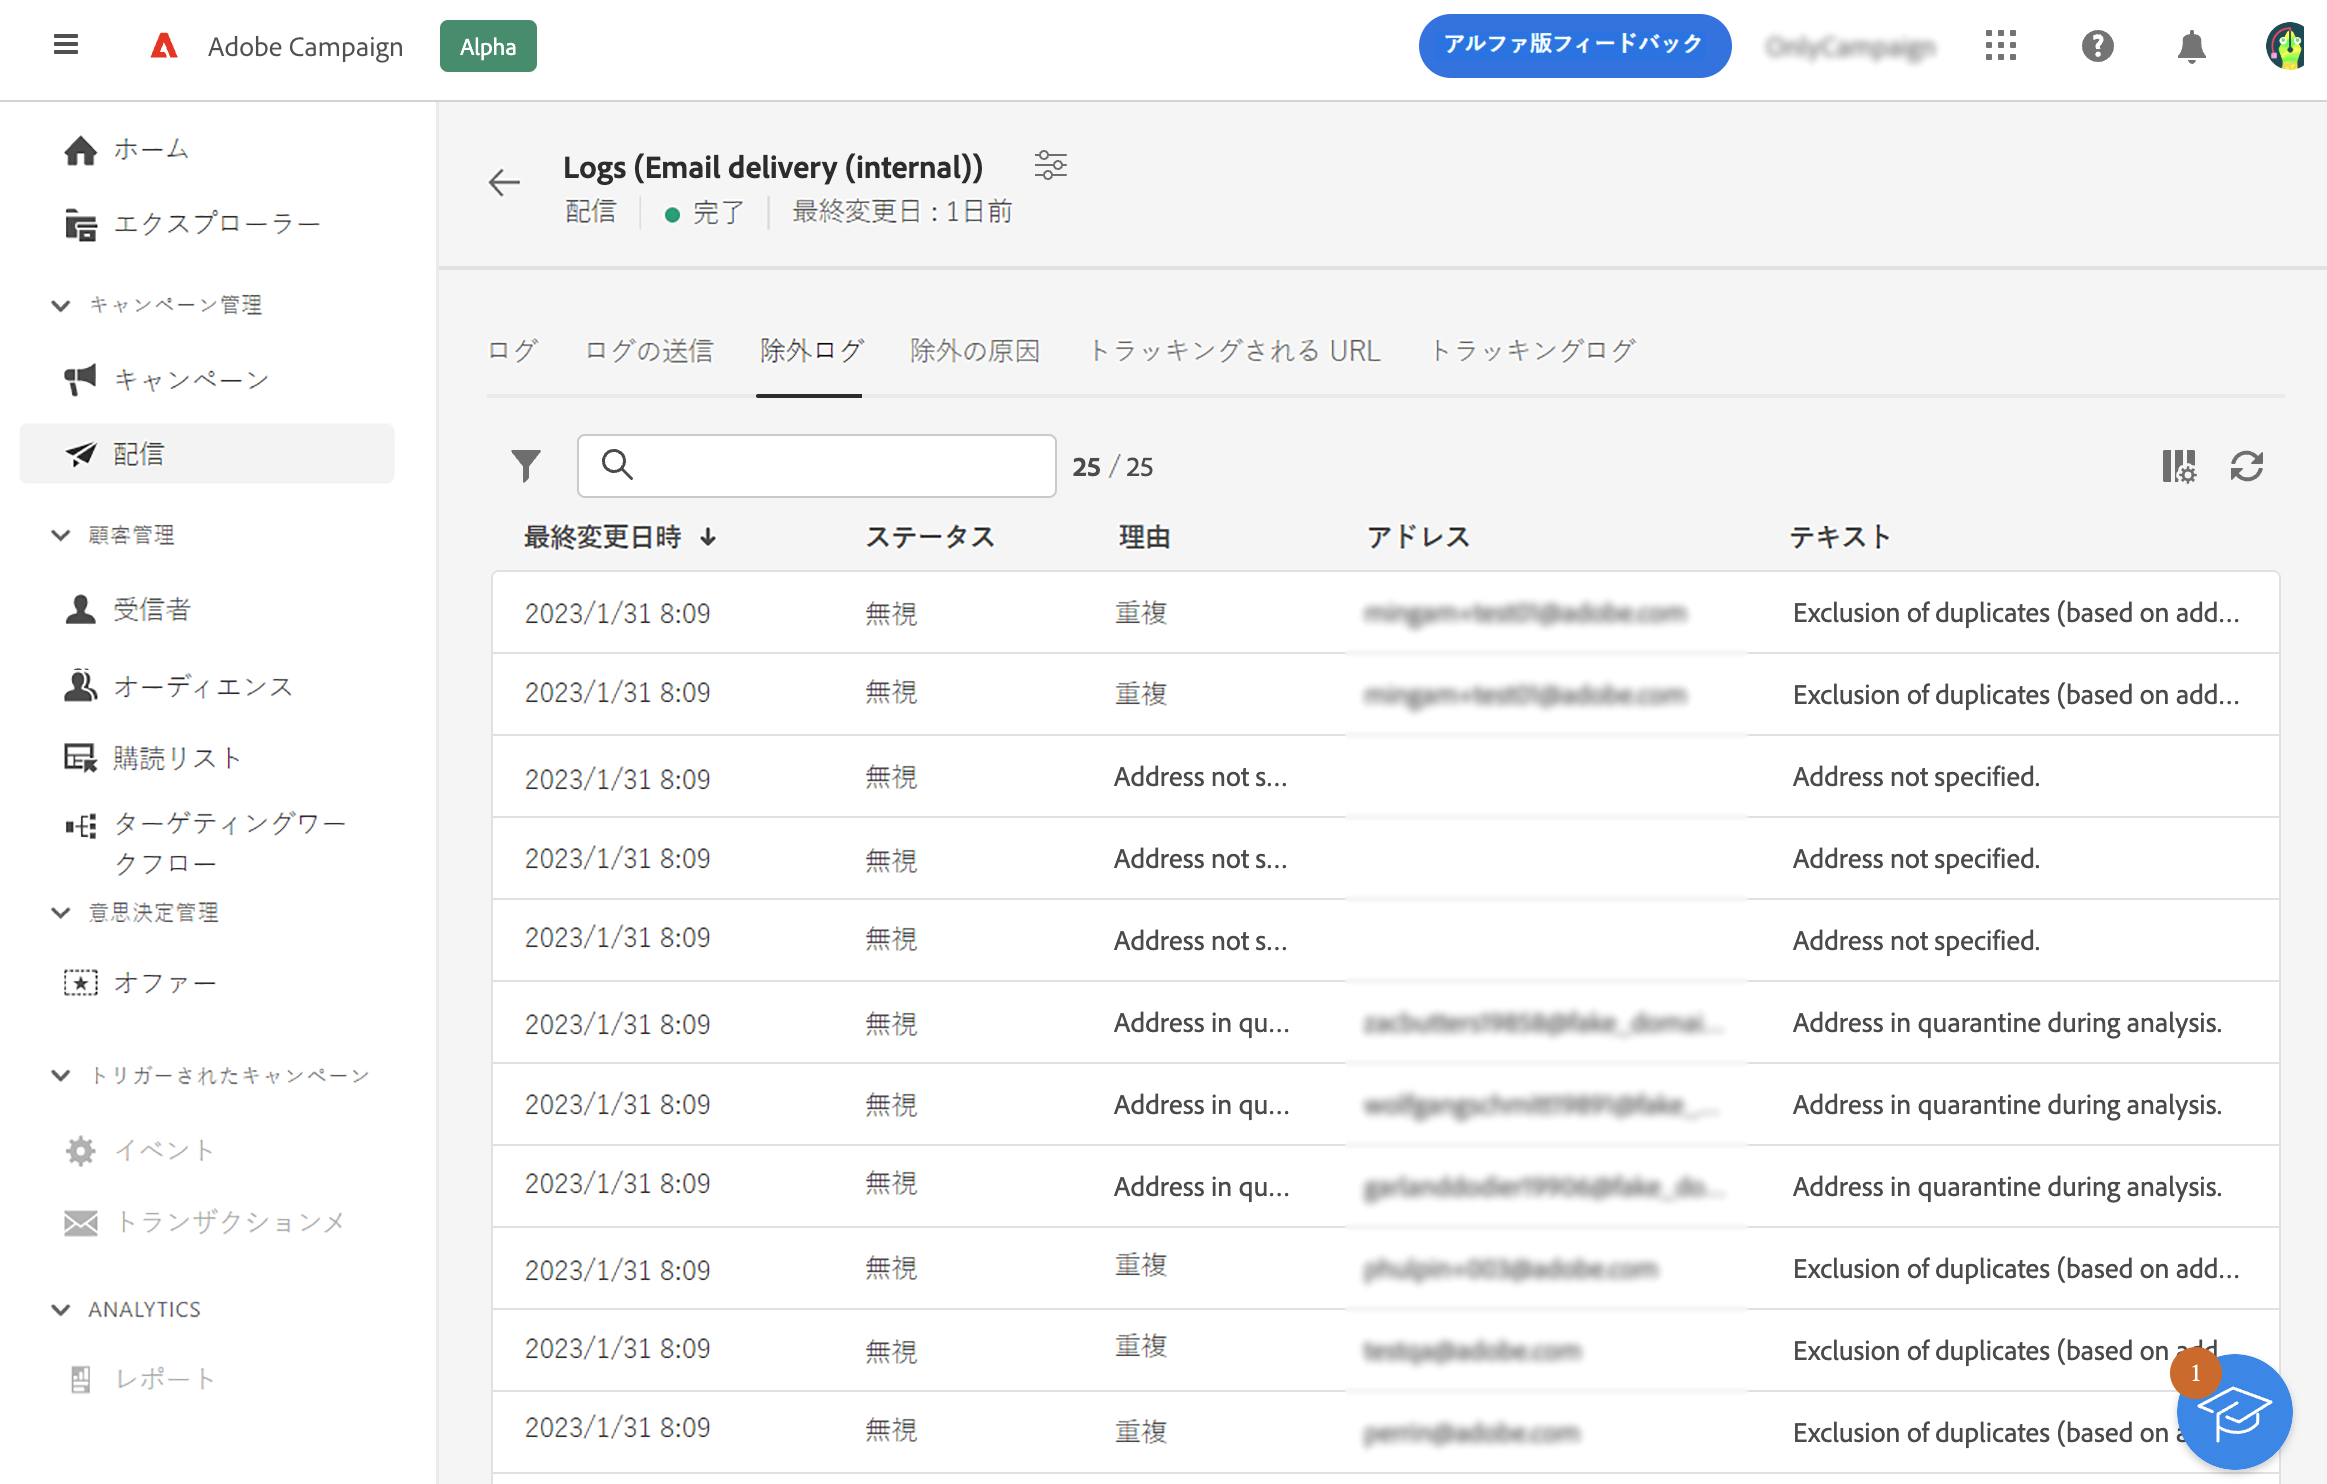 Adobe Campaign
Alpha
アルファ版フィードバック
ホーム
エクスプローラー
キャンペーン管理
キャンペーン
配信
顧客管理
受信者
オーディエンス
購読リスト
ターゲティングワー
クフロー
意思決定管理
オファー
トリガーされたキャンペーン
イベント
トランザクションメ
ANALYTICS
レポート
Logs (Email delivery (internal))
配信 完了 最終変更日：1日前
ログ ログの送信 除外ログ 除外の原因 トラッキングされる URL トラッキングログ
25 / 25
最終変更日時 ステータス 理由 アドレス テキスト
2023/1/31 8:09 無視 重複 Exclusion of duplicates (based on add...
2023/1/31 8:09 無視 重複 Exclusion of duplicates (based on add...
2023/1/31 8:09 無視 Address not s... Address not specified.
2023/1/31 8:09 無視 Address not s... Address not specified.
2023/1/31 8:09 無視 Address not s... Address not specified.
2023/1/31 8:09 無視 Address in qu... Address in quarantine during analysis.
2023/1/31 8:09 無視 Address in qu... Address in quarantine during analysis.
2023/1/31 8:09 無視 Address in qu... Address in quarantine during analysis.
2023/1/31 8:09 無視 重複 Exclusion of duplicates (based on add...
2023/1/31 8:09 無視 重複 Exclusion of duplicates (based on add
2023/1/31 8:09 無視 重複 Exclusion of duplicates (based on
1